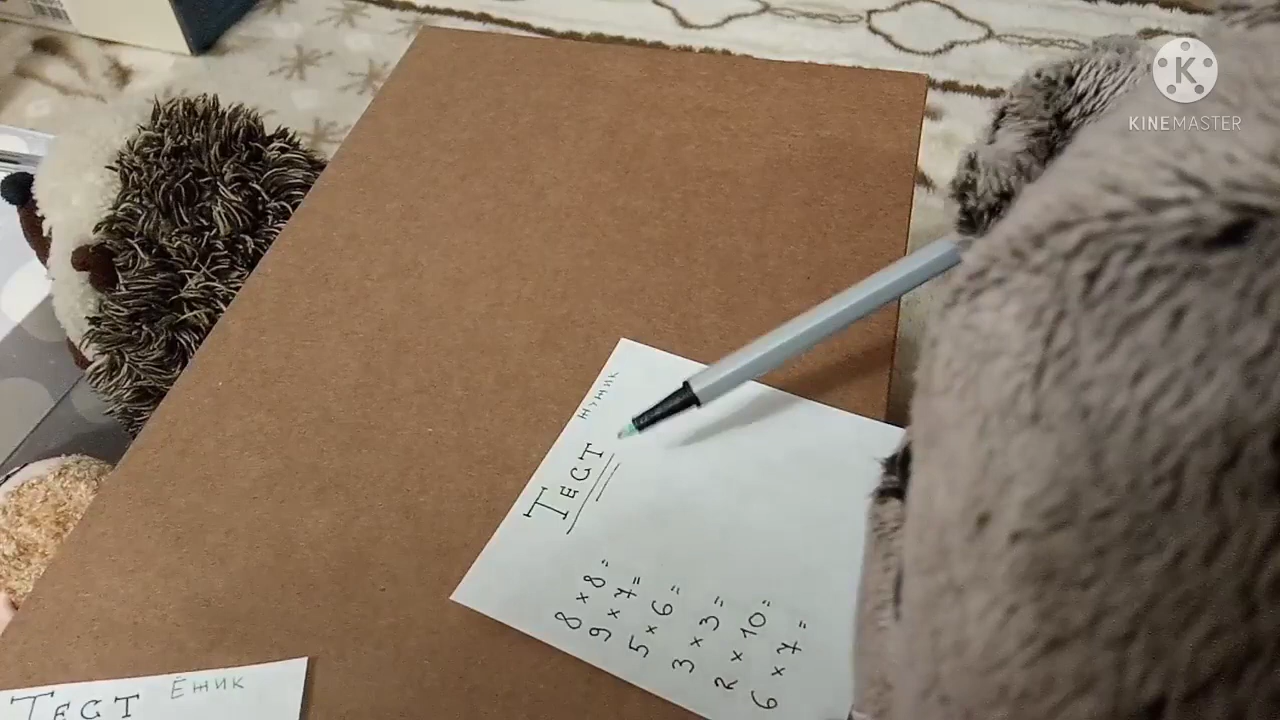 KINEMASTER
Тест
8 × 8 =
9 × 7 =
5 × 6 =
3 × 3 =
2 × 10 =
6 × 7 =
Тест Ёжик